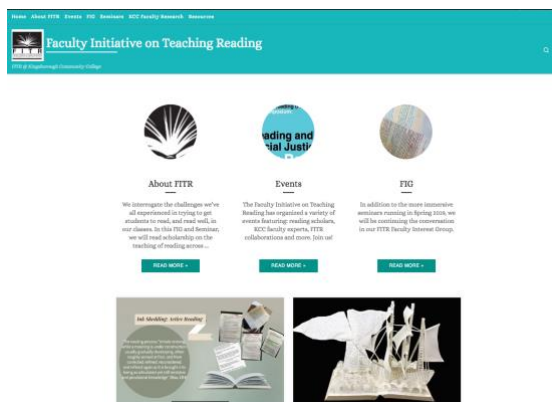 Home About FITR Events FIG Seminars KCC Faculty Research Resources
FITR
Faculty Initiative on Teaching Reading
FITR @ Kingsborough Community College
ading and
ial Justi
About FITR
We interrogate the challenges we've
all experienced in trying to get
students to read, and read well, in
our classes. In this FIG and Seminar,
we will read scholarship on the
teaching of reading across ...
READ MORE »
Events
The Faculty Initiative on Teaching
Reading has organized a variety of
events featuring: reading scholars,
KCC faculty experts, FITR
collaborations and more. Join us!
READ MORE »
FIG
In addition to the more immersive
seminars running in Spring 2019, we
will be continuing the conversation
in our FITR Faculty Interest Group.
READ MORE »
Ink Shedding: Active Reading